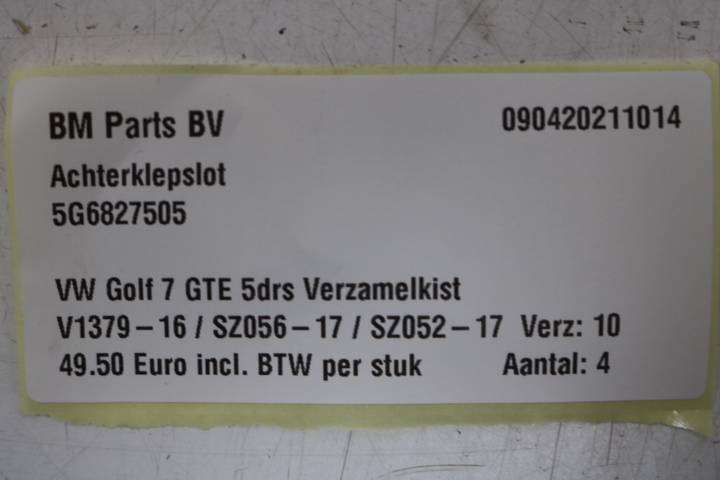 BM Parts BV 090420211014
Achterklepslot
5G6827505
VW Golf 7 GTE 5drs Verzamelkist
V1379-16 / SZ056-17 / SZ052-17 Verz: 10
49.50 Euro incl. BTW per stuk Aantal: 4